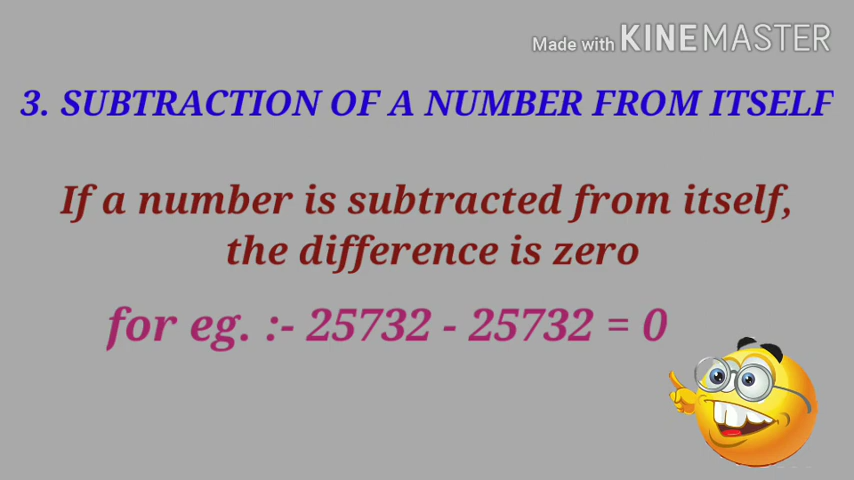 Made with KINEMASTER
3. SUBTRACTION OF A NUMBER FROM ITSELF
If a number is subtracted from itself,
the difference is zero
for eg. :- 25732 - 25732 = 0